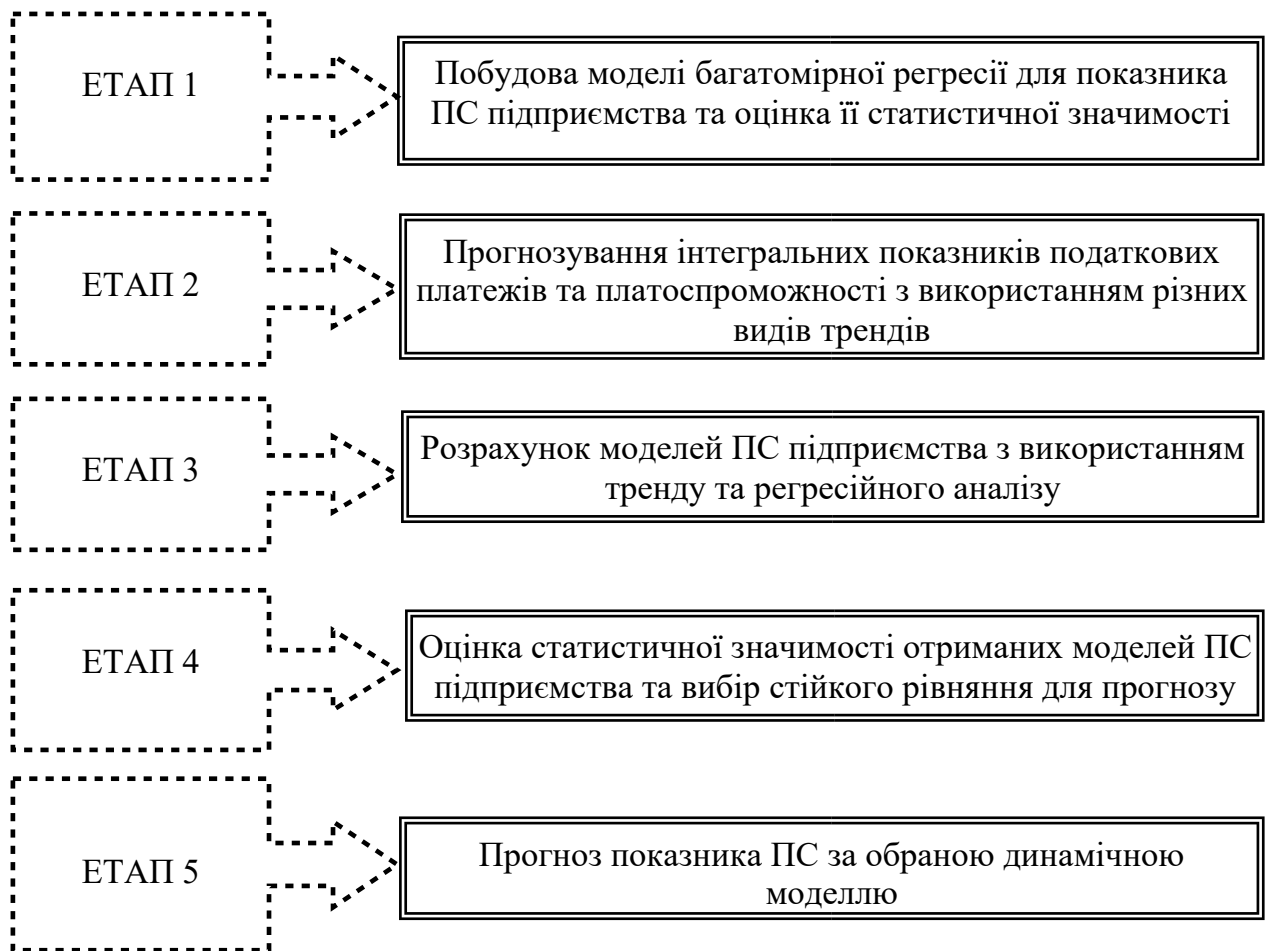 ЕТАП 1
Побудова моделі багатомірної регресії для показника
ПС підприємства та оцінка її статистичної значимості
ЕТАП 2
Прогнозування інтегральних показників податкових
платежів та платоспроможності з використанням різних
видів трендів
ЕТАП 3
Розрахунок моделей ПС підприємства з використанням
тренду та регресійного аналізу
ЕТАП 4
Оцінка статистичної значимості отриманих моделей ПС
підприємства та вибір стійкого рівняння для прогнозу
ЕТАП 5
Прогноз показника ПС за обраною динамічною
моделлю